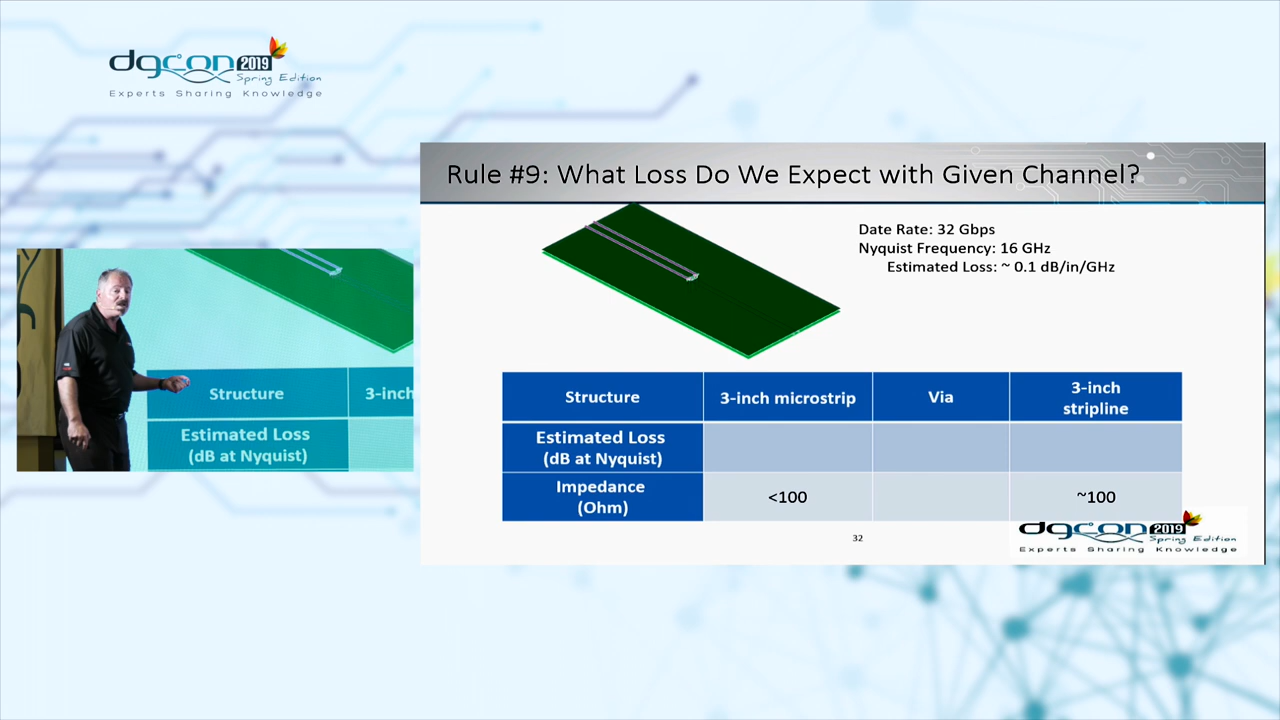 dgcon 2019
Spring Edition
Experts Sharing Knowledge
Rule #9: What Loss Do We Expect with Given Channel?
Date Rate: 32 Gbps
Nyquist Frequency: 16 GHz
Estimated Loss: ~ 0.1 dB/in/GHz
Structure
3-inch
Estimated Loss
(dB at Nyquist)
Structure
3-inch microstrip
Via
3-inch
stripline
Estimated Loss
(dB at Nyquist)
Impedance
(Ohm)
<100
~100
32
dgcon 2019
Spring Edition
Experts Sharing Knowledge